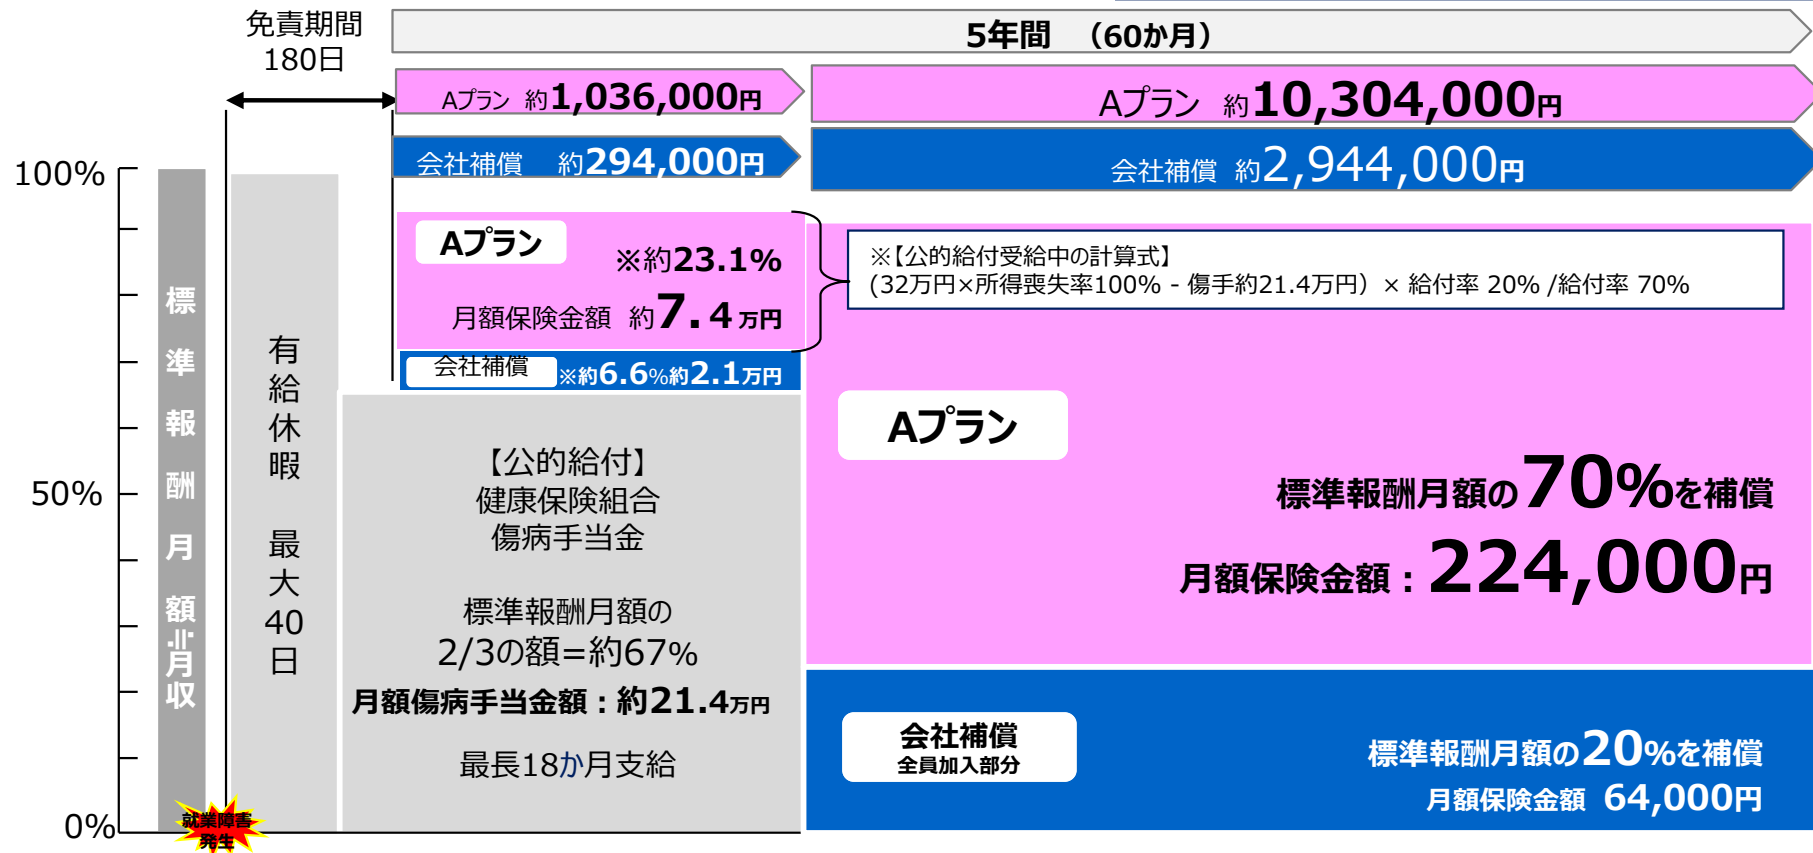 免責期間
180日
5年間 （60か月）
Aプラン 約1,036,000円
Aプラン 約10,304,000円
会社補償 約294,000円
会社補償 約2,944,000円
100%
50%
0%
標準報酬月額≒月収
就業障害
発生
有給休暇 最大40日
Aプラン
※約23.1%
月額保険金額 約7.4万円
会社補償
※約6.6%約2.1万円
※【公的給付受給中の計算式】
(32万円×所得喪失率100% - 傷手約21.4万円）× 給付率 20% /給付率 70%
【公的給付】
健康保険組合
傷病手当金
標準報酬月額の
2/3の額=約67%
月額傷病手当金額：約21.4万円
最長18か月支給
Aプラン
標準報酬月額の70%を補償
月額保険金額：224,000円
会社補償
全員加入部分
標準報酬月額の20%を補償
月額保険金額 64,000円